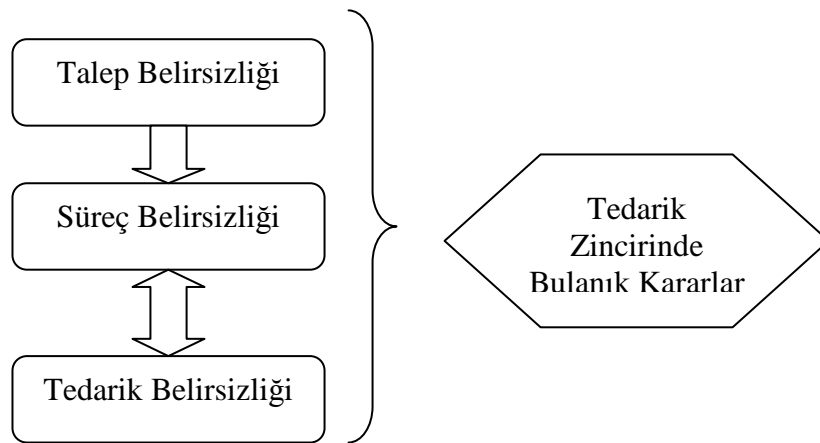 Talep Belirsizliği
Süreç Belirsizliği
Tedarik Belirsizliği
Tedarik
Zincirinde
Bulanık Kararlar